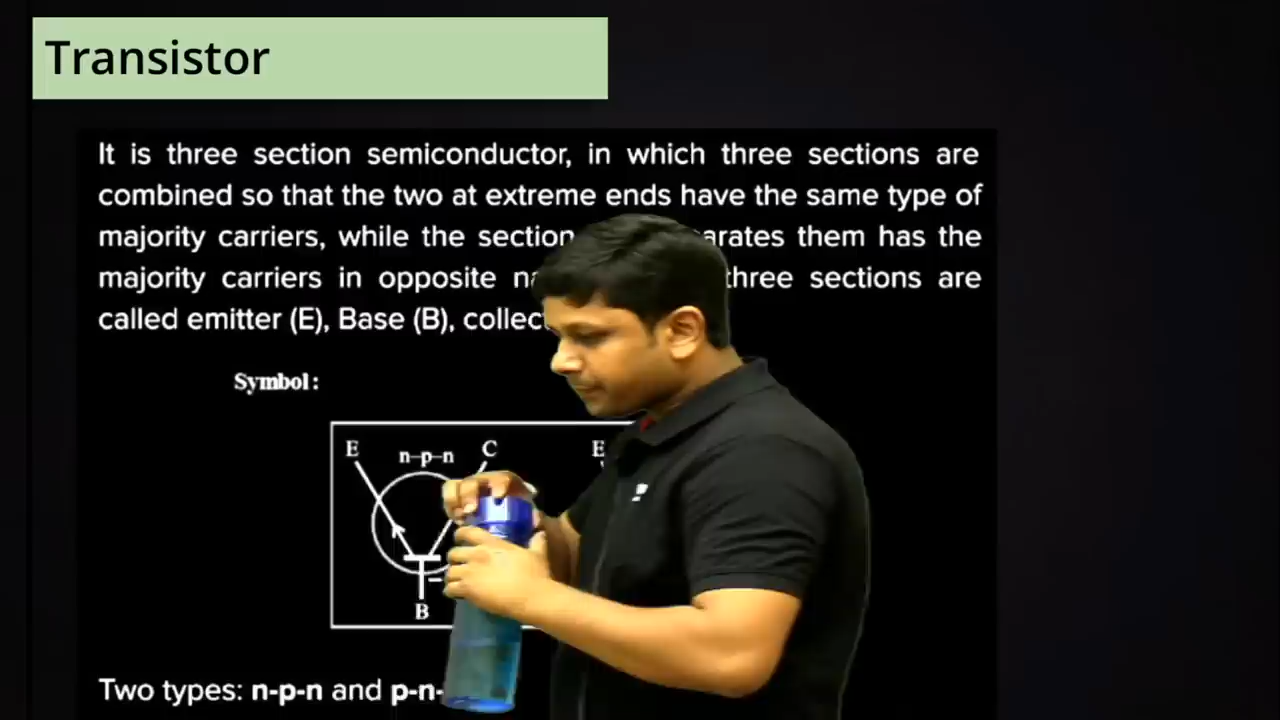 Transistor
It is three section semiconductor, in which three sections are
combined so that the two at extreme ends have the same type of
majority carriers, while the section them has the
majority carriers in opposite three sections are
called emitter (E), Base (B),
Symbol :
E n-p-n C E
B
Two types: n-p-n and